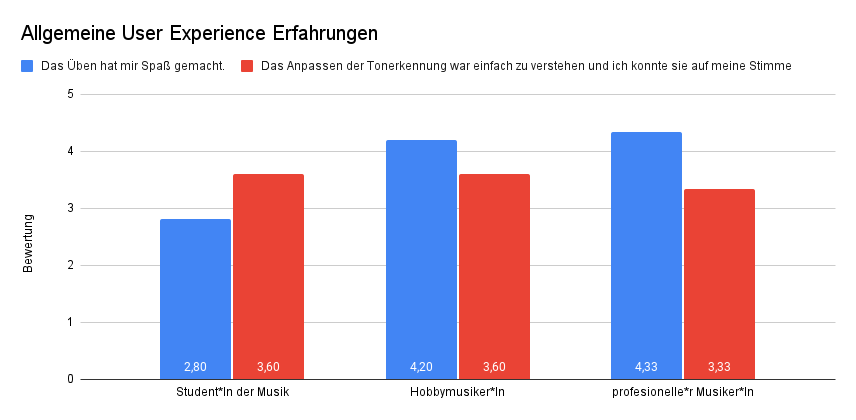 Allgemeine User Experience Erfahrungen
Das Üben hat mir Spaß gemacht.
Das Anpassen der Tonerkennung war einfach zu verstehen und ich konnte sie auf meine Stimme
Bewertung
5
4
3
2
1
0
2,80
3,60
4,20
3,60
4,33
3,33
Student*In der Musik
Hobbymusiker*In
profesionelle*r Musiker*In